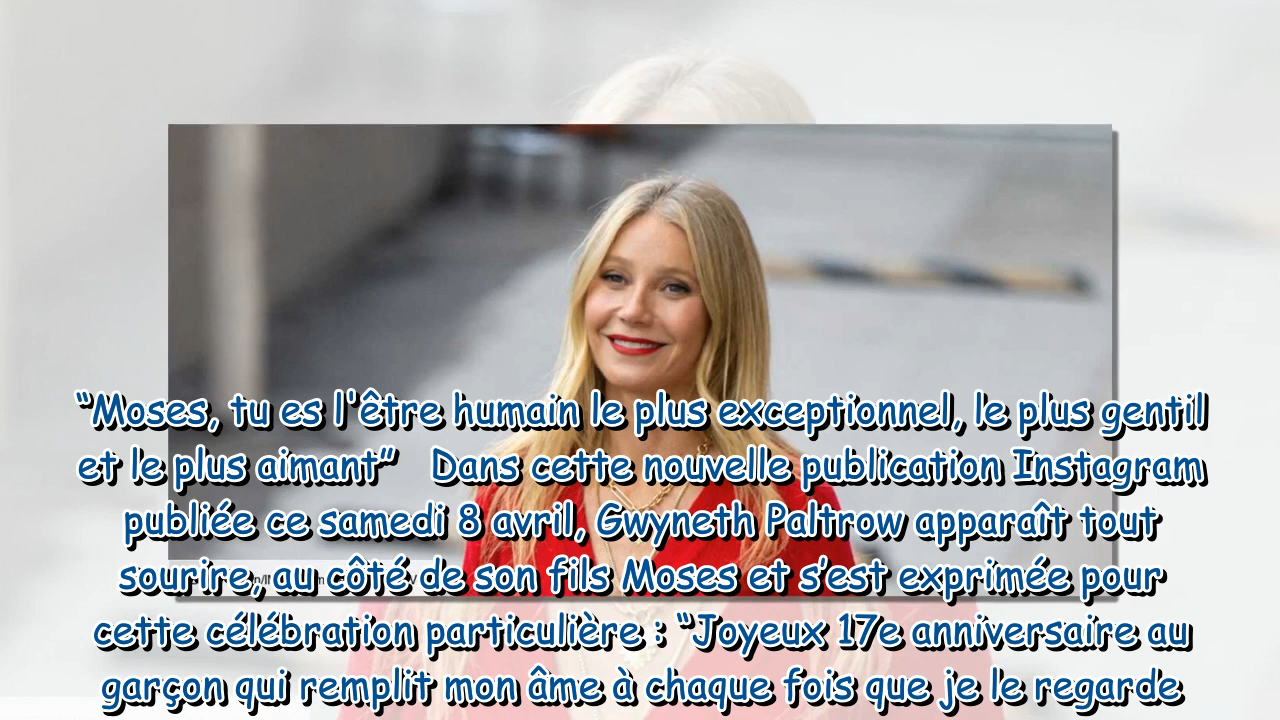 “Moses, tu es l'être humain le plus exceptionnel, le plus gentil
et le plus aimant” Dans cette nouvelle publication Instagram
publiée ce samedi 8 avril, Gwyneth Paltrow apparaît tout
sourire, au côté de son fils Moses et s’est exprimée pour
cette célébration particulière : “Joyeux 17e anniversaire au
garçon qui remplit mon âme à chaque fois que je le regarde